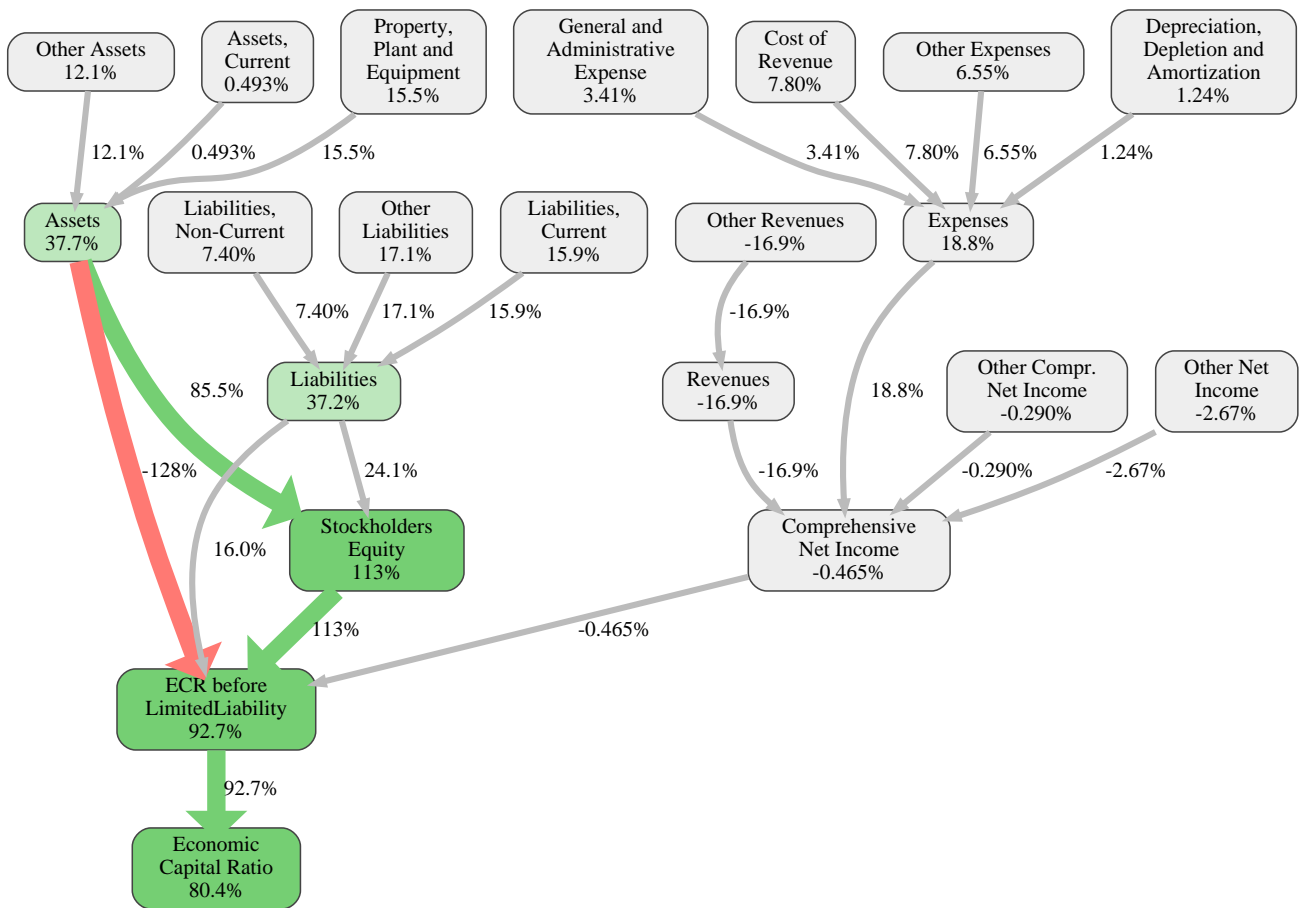 Other Assets
12.1%
Assets,
Current
0.493%
Property,
Plant and
Equipment
15.5%
General and
Administrative
Expense
3.41%
Cost of
Revenue
7.80%
Other Expenses
6.55%
Depreciation,
Depletion and
Amortization
1.24%
12.1%
0.493%
15.5%
3.41%
7.80%
6.55%
1.24%
Assets
37.7%
Liabilities,
Non-Current
7.40%
Other
Liabilities
17.1%
Liabilities,
Current
15.9%
Other Revenues
-16.9%
Expenses
18.8%
7.40%
17.1%
15.9%
-16.9%
85.5%
Liabilities
37.2%
Revenues
-16.9%
18.8%
Other Compr.
Net Income
-0.290%
Other Net
Income
-2.67%
-128%
24.1%
-16.9%
-0.290%
-2.67%
16.0%
Stockholders
Equity
113%
Comprehensive
Net Income
-0.465%
113%
-0.465%
ECR before
LimitedLiability
92.7%
92.7%
Economic
Capital Ratio
80.4%